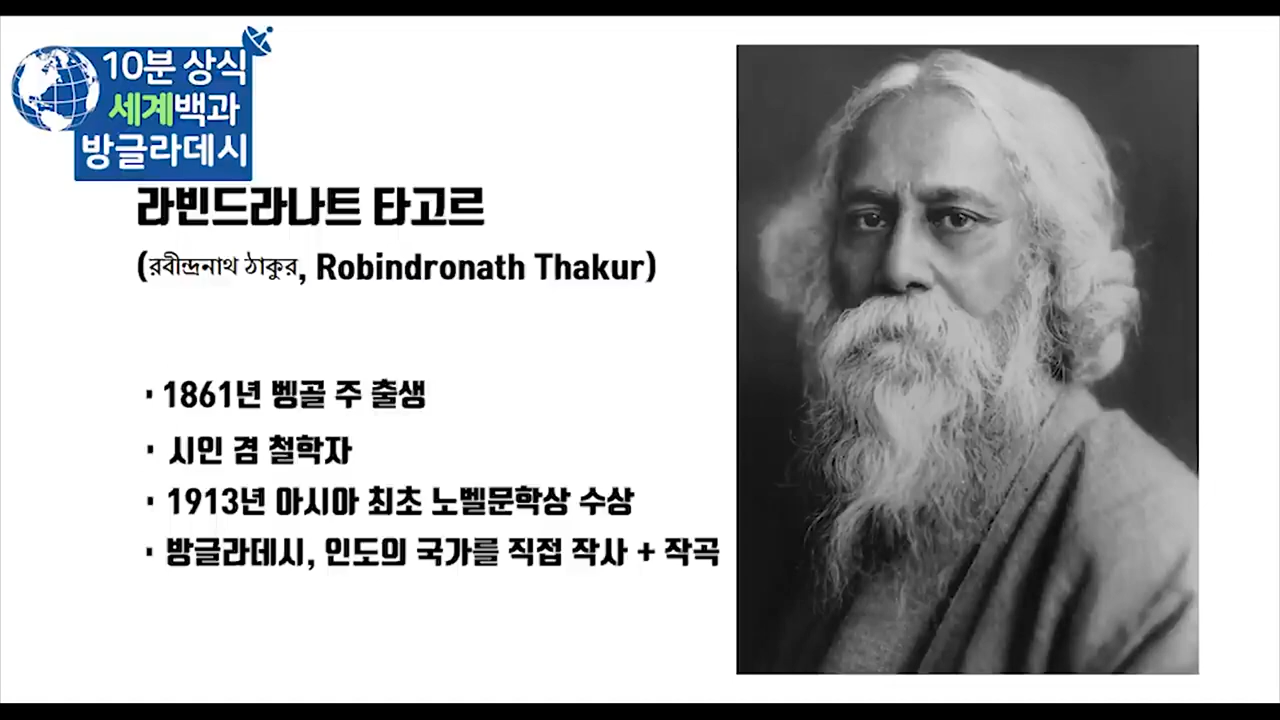 10분 상식
세계백과
방글라데시
라빈드라나트 타고르
(রবীন্দ্রনাথ ঠাকুর, Robindronath Thakur)
· 1861년 벵골 주 출생
· 시인 겸 철학자
· 1913년 아시아 최초 노벨문학상 수상
· 방글라데시, 인도의 국가를 직접 작사 + 작곡